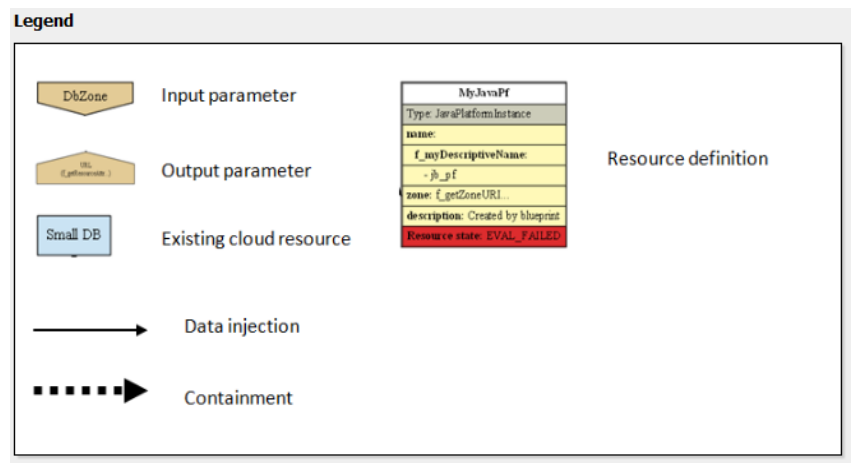 Legend
DbZone
Input parameter
URL
Output parameter
Small DB
Existing cloud resource
Data injection
Containment
MyJavaPf
Type: JavaPlatformInstance
name:
f_myDescriptiveName:
- jb_pf
zone: f_getZoneURI...
description: Created by blueprint
Resource state: EVAL_FAILED
Resource definition